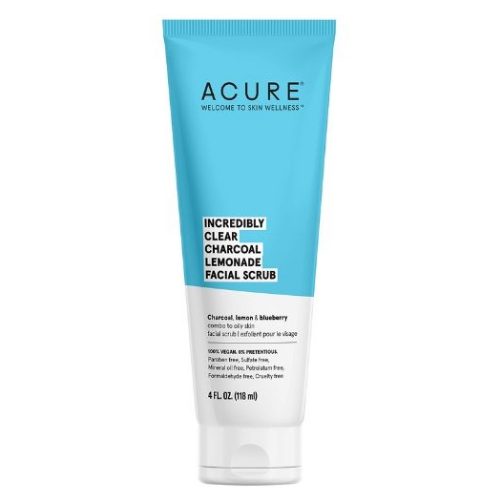 ACURE®
WELCOME TO SKIN WELLNESS™
INCREDIBLY
CLEAR
CHARCOAL
LEMONADE
FACIAL SCRUB
Charcoal, lemon & blueberry
combo to oily skin
facial scrub | exfoliant pour le visage
100% VEGAN. 0% PRETENTIOUS.
Paraben free, Sulfate free,
Mineral oil free, Petrolatum free,
Formaldehyde free, Cruelty free
4 FL. OZ. (118 ml)